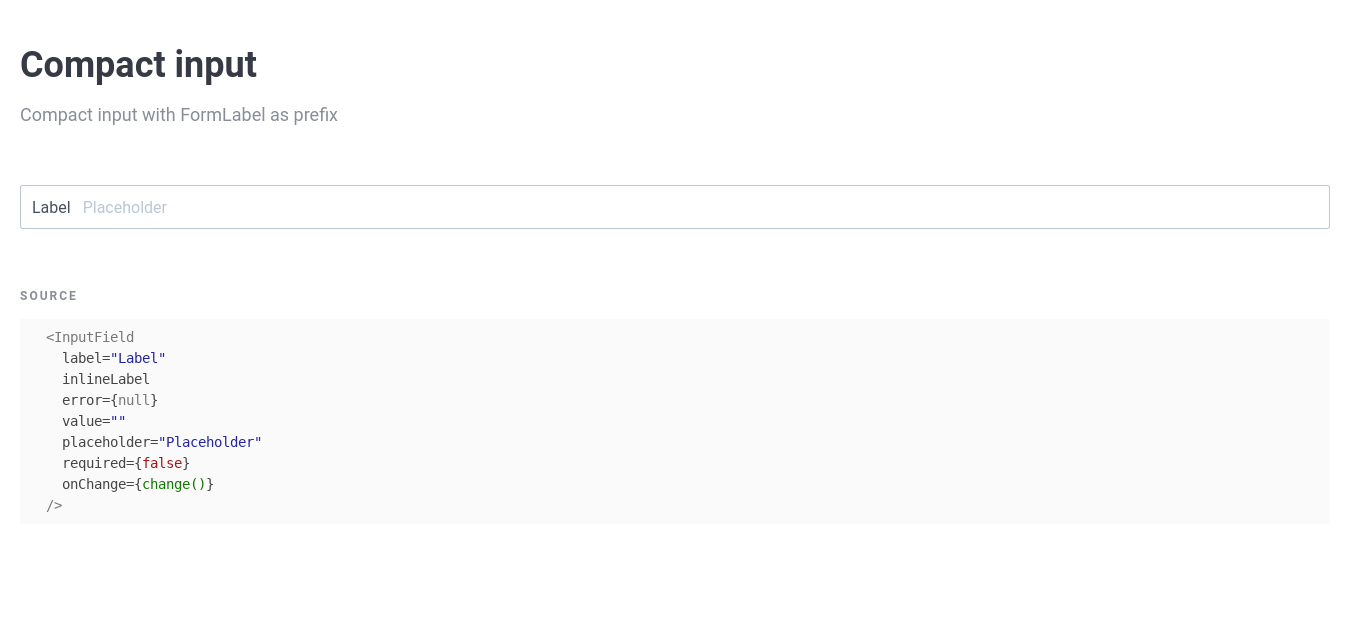 Compact input
Compact input with FormLabel as prefix
Label Placeholder
SOURCE
<InputField
label="Label"
inlineLabel
error={null}
value=""
placeholder="Placeholder"
required={false}
onChange={change()}
/>